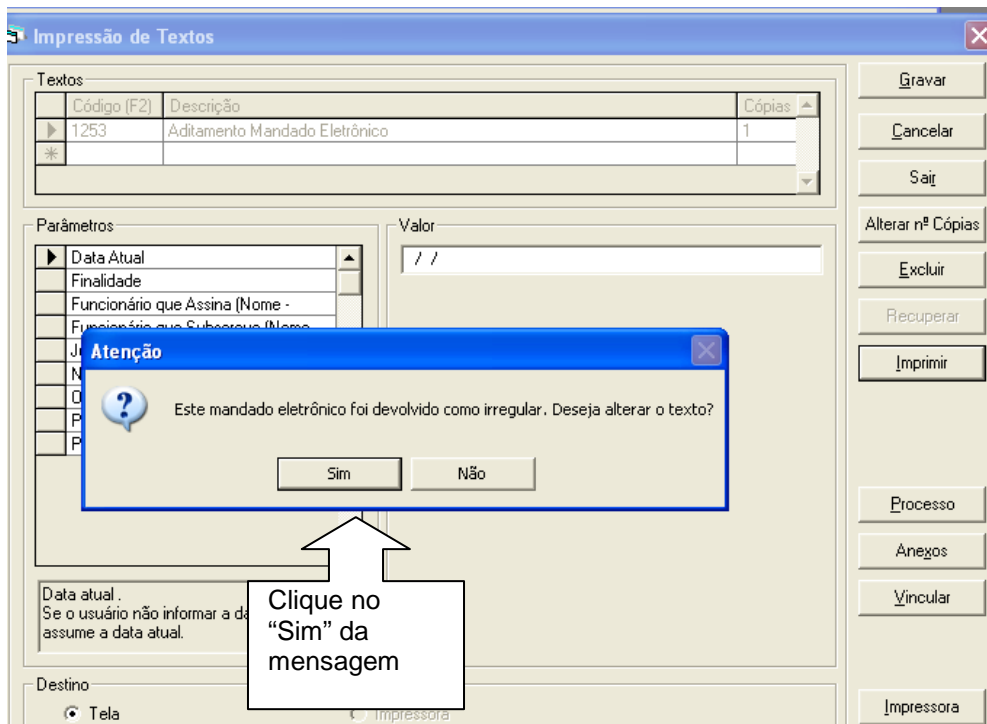 Impressão de Textos
Textos
Código (F2) Descrição Cópias
1253 Aditamento Mandado Eletrônico 1
Parâmetros
Data Atual
Finalidade
Funcionário que Assina (Nome -
Valor
/ /
Atenção
Este mandado eletrônico foi devolvido como irregular. Deseja alterar o texto?
Sim Não
Clique no
“Sim” da
mensagem
Data atual .
Se o usuário não informar a
assume a data atual.
Destino
Tela Impressora
Gravar
Cancelar
Sair
Alterar nº Cópias
Excluir
Recuperar
Imprimir
Processo
Anexos
Vincular
Impressora